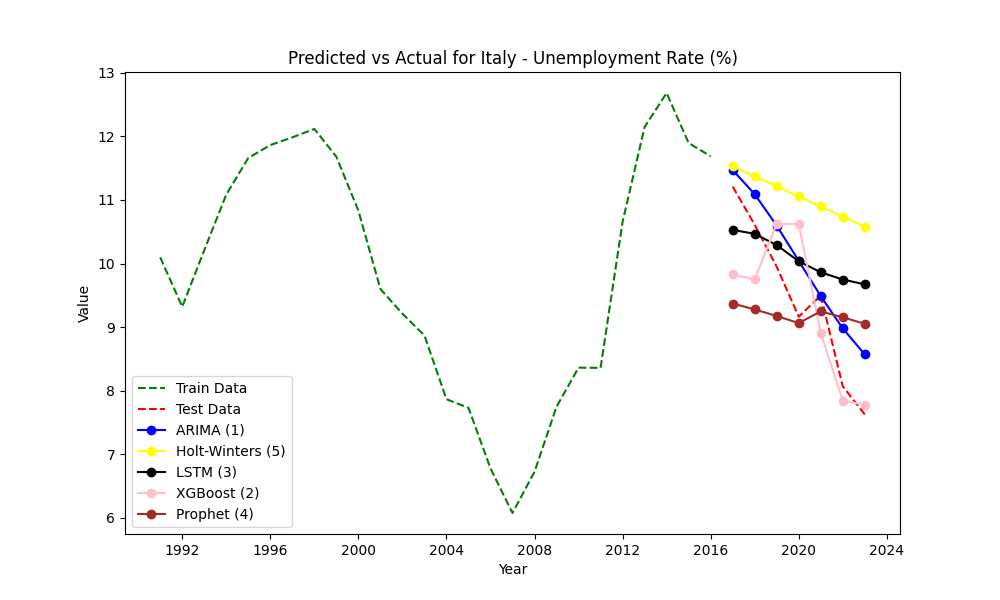 Predicted vs Actual for Italy - Unemployment Rate (%)
Value
13
12
11
10
9
8
7
6
Train Data
Test Data
ARIMA (1)
Holt-Winters (5)
LSTM (3)
XGBoost (2)
Prophet (4)
1992 1996 2000 2004 2008 2012 2016 2020 2024
Year